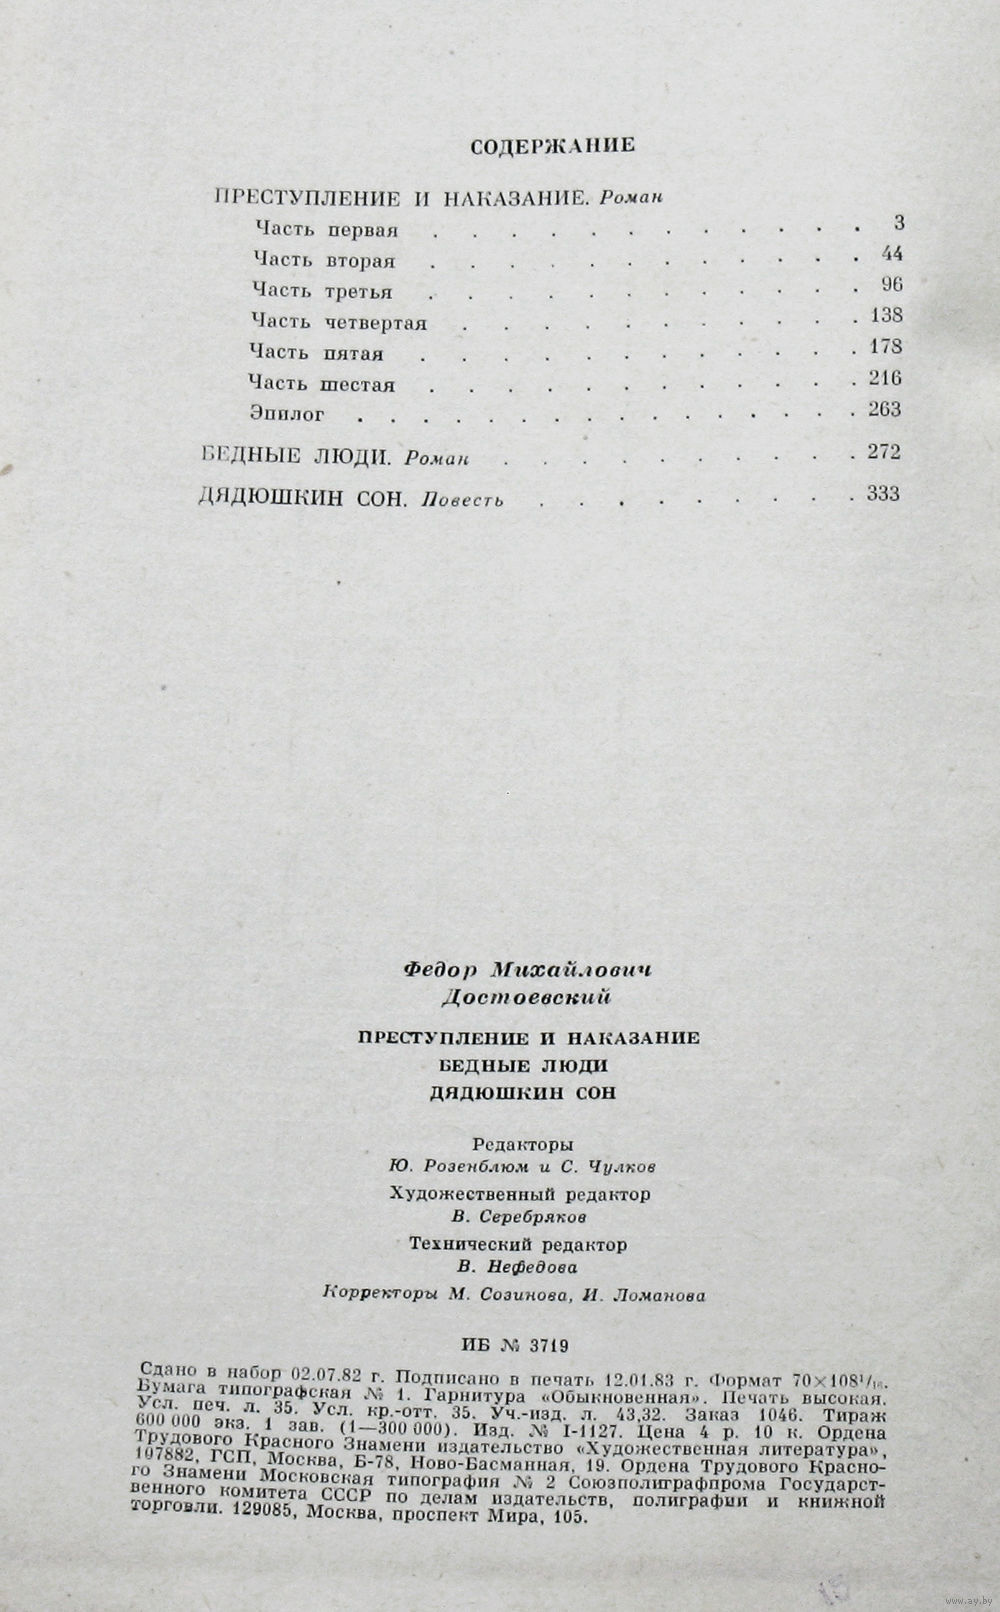 СОДЕРЖАНИЕ
ПРЕСТУПЛЕНИЕ И НАКАЗАНИЕ. Роман
Часть первая . . . . . . . . . . . . 3
Часть вторая . . . . . . . . . . . . 44
Часть третья . . . . . . . . . . . . 96
Часть четвертая . . . . . . . . . . . 138
Часть пятая . . . . . . . . . . . . 178
Часть шестая . . . . . . . . . . . . 216
Эпилог . . . . . . . . . . . . . 263
БЕДНЫЕ ЛЮДИ. Роман . . . . . . . . . . 272
ДЯДЮШКИН СОН. Повесть . . . . . . . . . 333
Федор Михайлович
Достоевский
ПРЕСТУПЛЕНИЕ И НАКАЗАНИЕ
БЕДНЫЕ ЛЮДИ
ДЯДЮШКИН СОН
Редакторы
Ю. Розенблюм и С. Чулков
Художественный редактор
В. Серебряков
Технический редактор
В. Нефедова
Корректоры М. Созинова, И. Ломанова
ИБ № 3719
Сдано в набор 02.07.82 г. Подписано в печать 12.01.83 г. Формат 70×108¹/₁₆.
Бумага типографская № 1. Гарнитура «Обыкновенная». Печать высокая.
Усл. печ. л. 35. Усл. кр.-отт. 35. Уч.-изд. л. 43,32. Заказ 1046. Тираж
600 000 экз. 1 зав. (1—300 000). Изд. № I-1127. Цена 4 р. 10 к. Ордена
Трудового Красного Знамени издательство «Художественная литература»,
107882, ГСП, Москва, Б-78, Ново-Басманная, 19. Ордена Трудового Красно-
го Знамени Московская типография № 2 Союзполиграфпрома Государст-
венного комитета СССР по делам издательств, полиграфии и книжной
торговли. 129085, Москва, проспект Мира, 105.
www.ay.by